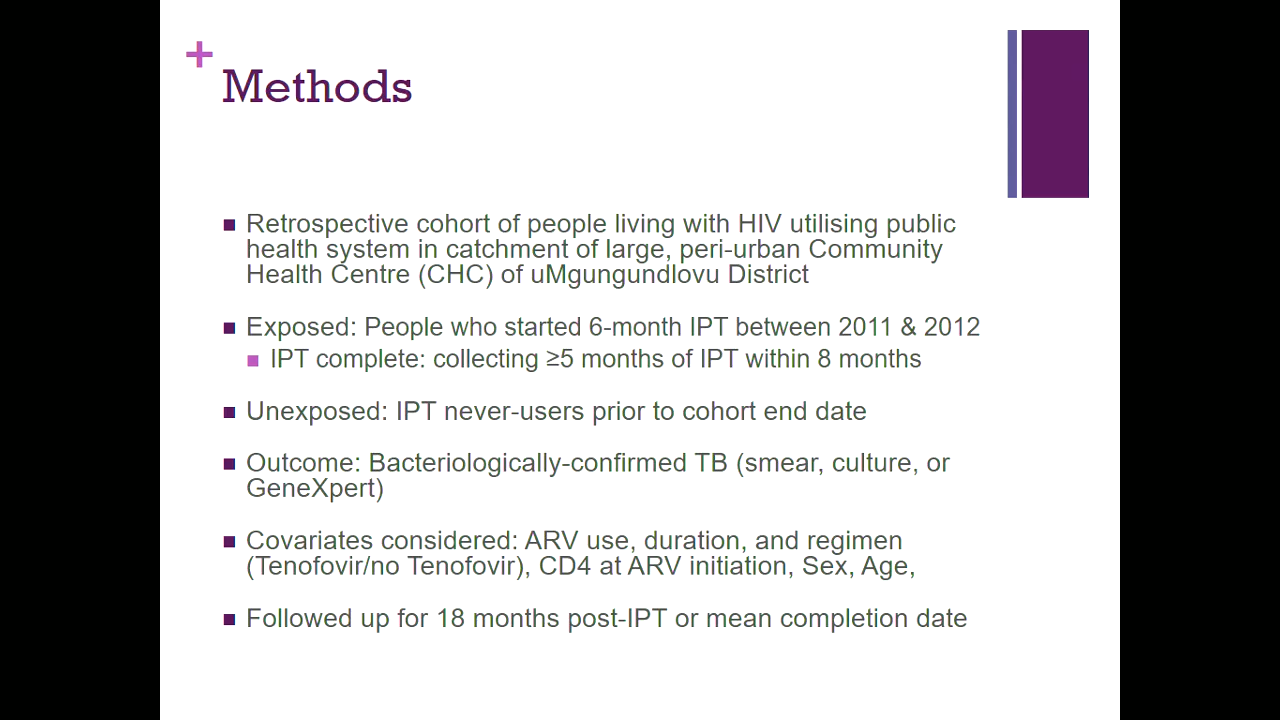 +
Methods
Retrospective cohort of people living with HIV utilising public
health system in catchment of large, peri-urban Community
Health Centre (CHC) of uMgungundlovu District
Exposed: People who started 6-month IPT between 2011 & 2012
IPT complete: collecting ≥5 months of IPT within 8 months
Unexposed: IPT never-users prior to cohort end date
Outcome: Bacteriologically-confirmed TB (smear, culture, or
GeneXpert)
Covariates considered: ARV use, duration, and regimen
(Tenofovir/no Tenofovir), CD4 at ARV initiation, Sex, Age,
Followed up for 18 months post-IPT or mean completion date